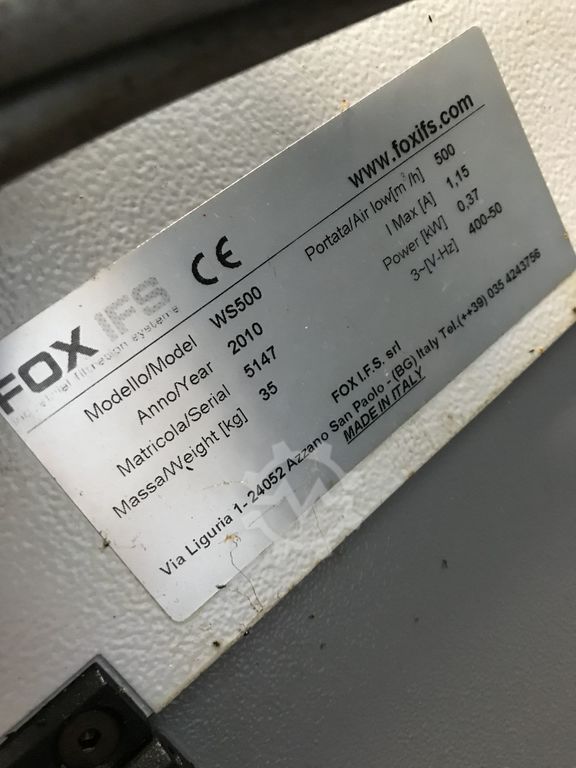 www.foxifs.com
FOX IFS
filtration systems
CE
Modello/Model WS500
Anno/Year 2010
Matricola/Serial 5147
Massa/Weight [kg] 35
Portata/Air low[m³/h] 500
I Max [A] 1,15
Power [kW] 0,37
3~[V-Hz] 400-50
FOX I.F.S. srl
Via Liguria 1- 24052 Azzano San Paolo - (BG) Italy Tel.(++39) 035 4243756
MADE IN ITALY